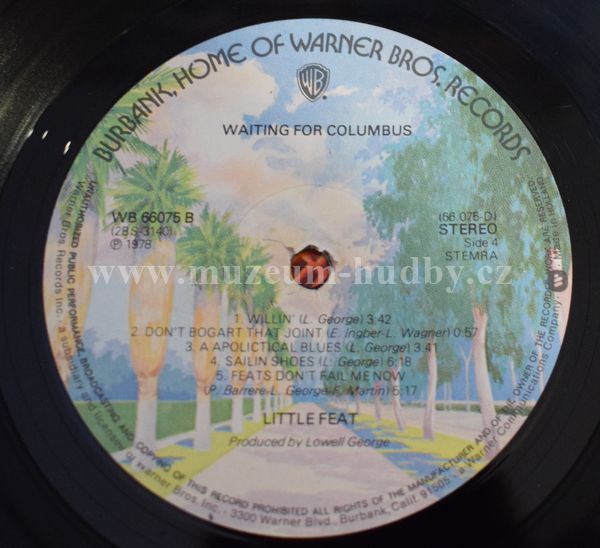 BURBANK, HOME OF WARNER BROS. RECORDS
WB
WAITING FOR COLUMBUS
WB 66075 B
(2BS-3140)
℗ 1978
(66.075-D)
STEREO
Side 4
STEMRA
www.muzeum-hudby.cz
1. WILLIN' (L. George) 3:42
2. DON'T BOGART THAT JOINT (E. Ingber-L. Wagner) 0:57
3. A APOLICTICAL BLUES (L. George) 3:41
4. SAILIN SHOES (L. George) 6:18
5. FEATS DON'T RAIL ME NOW
(P. Barrere-L. George-F. Martin) 5:17
LITTLE FEAT
Produced by Lowell George
UNAUTHORIZED PUBLIC PERFORMANCE, BROADCASTING AND COPYING OF THIS RECORD PROHIBITED ALL RIGHTS OF THE MANUFACTURER AND OF THE OWNER OF THE RECORDED WORK ARE RESERVED
Warner Bros. Records Inc. · a subsidiary and licensee of Warner Bros. Inc. · 3300 Warner Blvd., Burbank, Calif. 91505 · a Warner Communications Company
Made in Holland